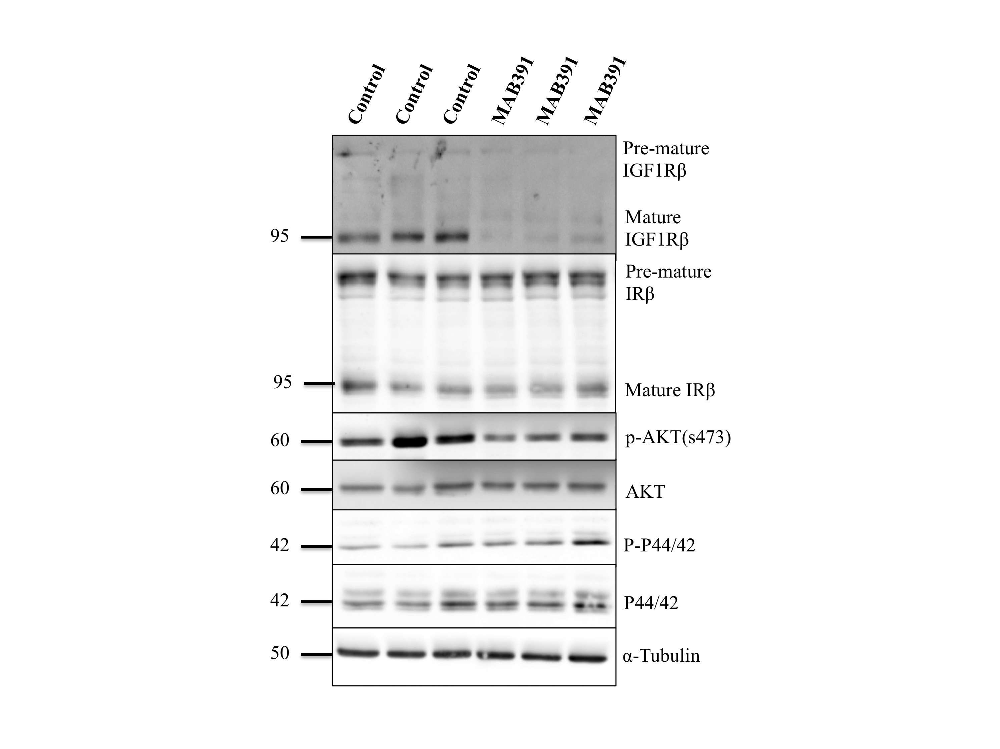 Control
Control
Control
MAB391
MAB391
MAB391
Pre-mature
IGF1Rβ
Mature
95
IGF1Rβ
Pre-mature
IRβ
95
Mature IRβ
60
p-AKT(s473)
60
AKT
42
P-P44/42
42
P44/42
50
α-Tubulin